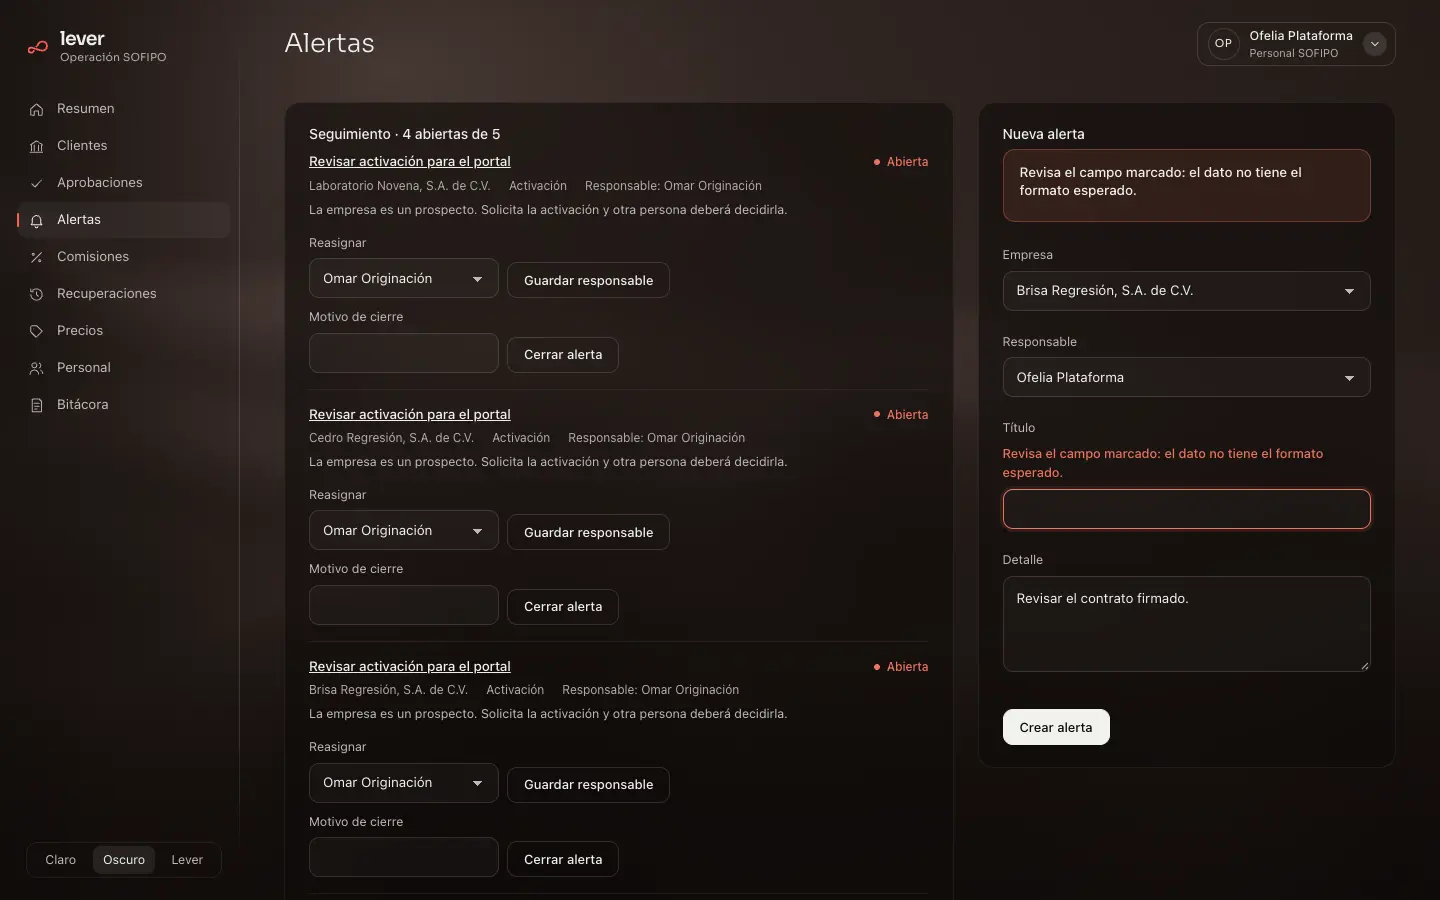 lever
Operación SOFIPO
Resumen
Clientes
Aprobaciones
Alertas
Comisiones
Recuperaciones
Precios
Personal
Bitácora
Claro
Oscuro
Lever
Alertas
OP
Ofelia Plataforma
Personal SOFIPO
Seguimiento · 4 abiertas de 5
Revisar activación para el portal
Abierta
Laboratorio Novena, S.A. de C.V. Activación Responsable: Omar Originación
La empresa es un prospecto. Solicita la activación y otra persona deberá decidirla.
Reasignar
Omar Originación
Guardar responsable
Motivo de cierre
Cerrar alerta
Revisar activación para el portal
Abierta
Cedro Regresión, S.A. de C.V. Activación Responsable: Omar Originación
La empresa es un prospecto. Solicita la activación y otra persona deberá decidirla.
Reasignar
Omar Originación
Guardar responsable
Motivo de cierre
Cerrar alerta
Revisar activación para el portal
Abierta
Brisa Regresión, S.A. de C.V. Activación Responsable: Omar Originación
La empresa es un prospecto. Solicita la activación y otra persona deberá decidirla.
Reasignar
Omar Originación
Guardar responsable
Motivo de cierre
Cerrar alerta
Nueva alerta
Revisa el campo marcado: el dato no tiene el
formato esperado.
Empresa
Brisa Regresión, S.A. de C.V.
Responsable
Ofelia Plataforma
Título
Revisa el campo marcado: el dato no tiene el formato
esperado.
Detalle
Revisar el contrato firmado.
Crear alerta